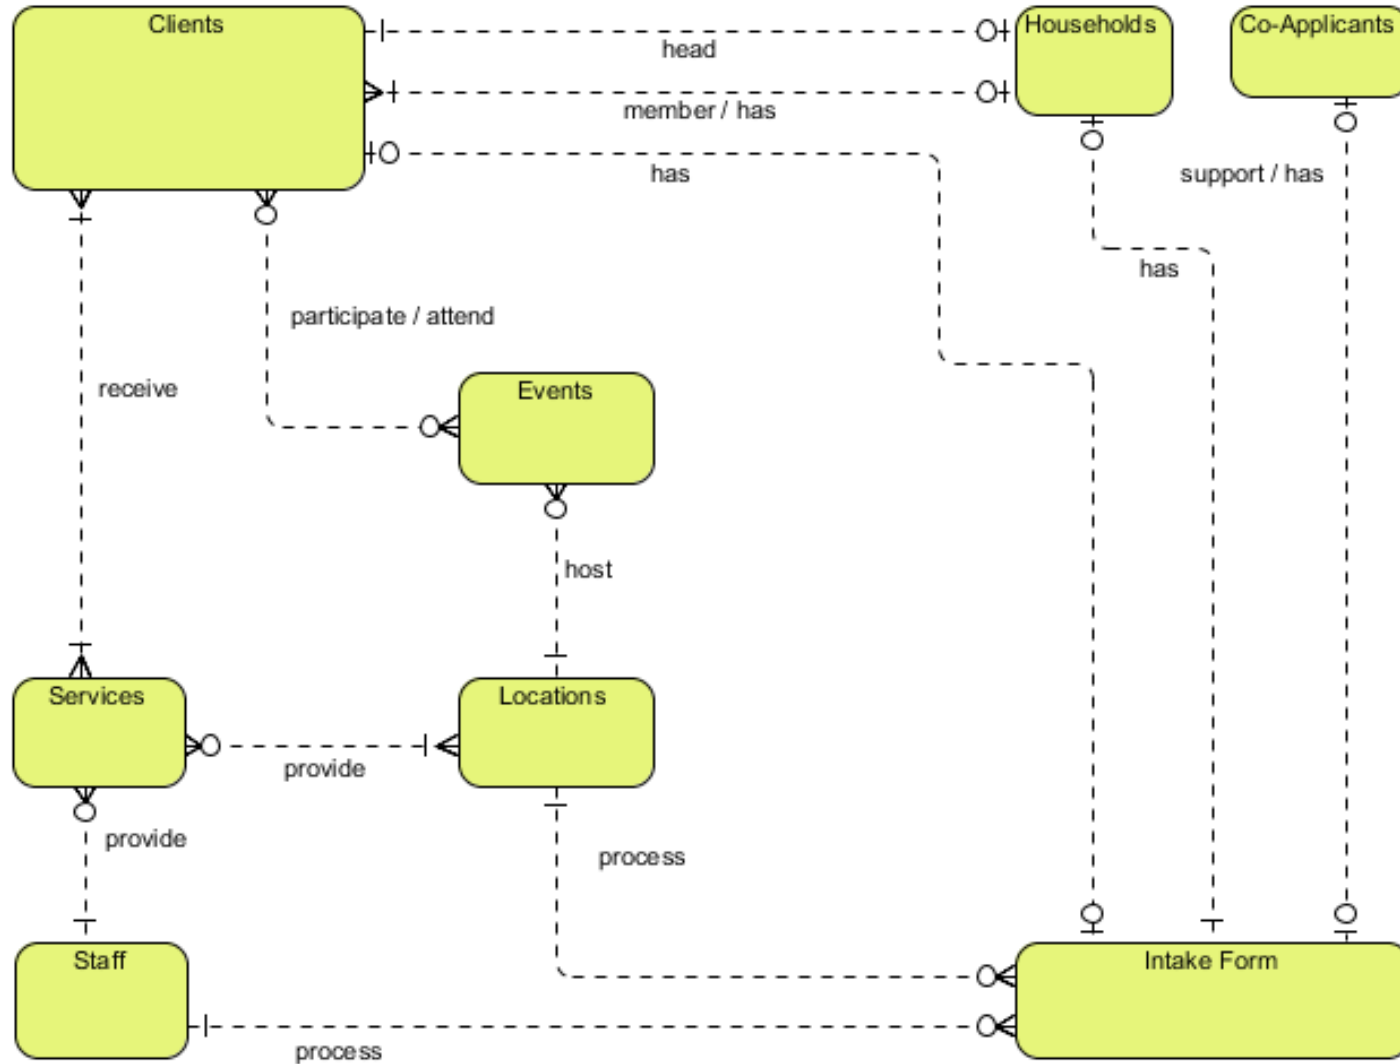 Clients
Households
Co-Applicants
head
member / has
has
support / has
has
participate / attend
receive
Events
host
Services
Locations
provide
provide
process
Staff
Intake Form
process